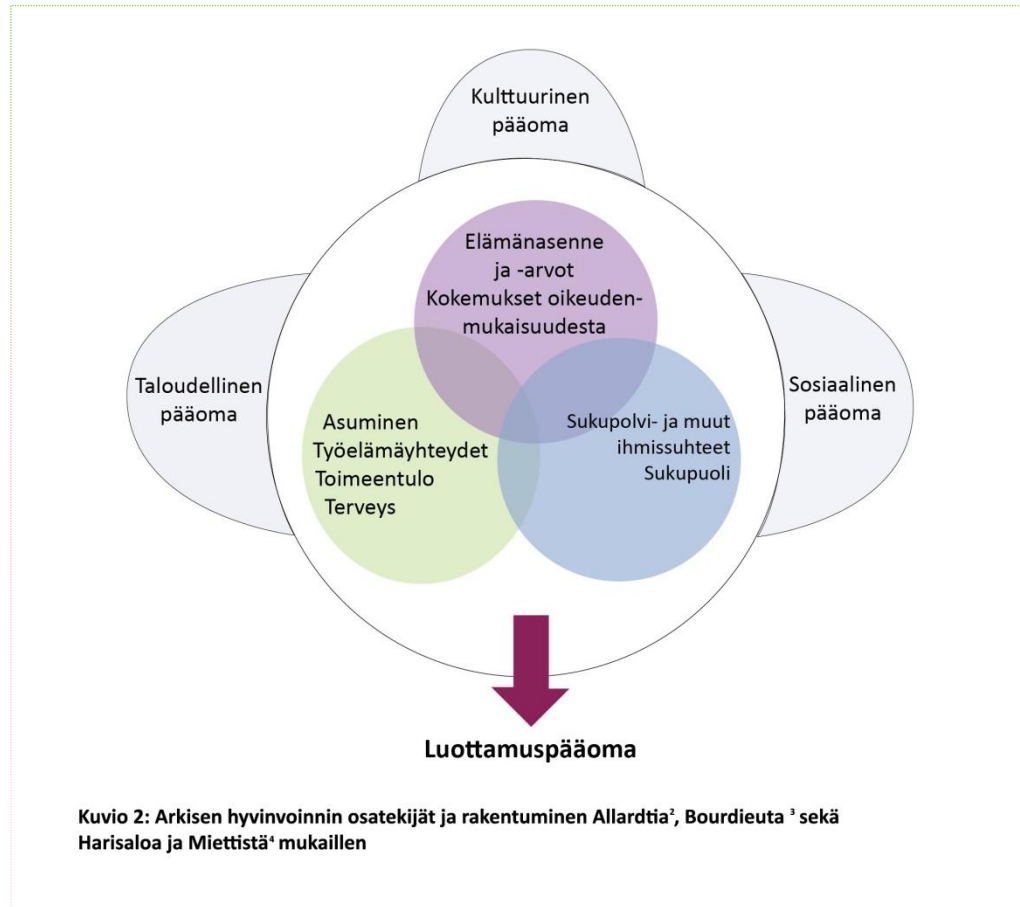 Kulttuurinen
pääoma
Elämänasenne
ja -arvot
Kokemukset oikeuden-
mukaisuudesta
Taloudellinen
pääoma
Sosiaalinen
pääoma
Asuminen
Työelämäyhteydet
Toimeentulo
Terveys
Sukupolvi- ja muut
ihmissuhteet
Sukupuoli
Luottamuspääoma
Kuvio 2: Arkisen hyvinvoinnin osatekijät ja rakentuminen Allardtia², Bourdieuta ³ sekä
Harisaloa ja Miettistä⁴ mukaillen